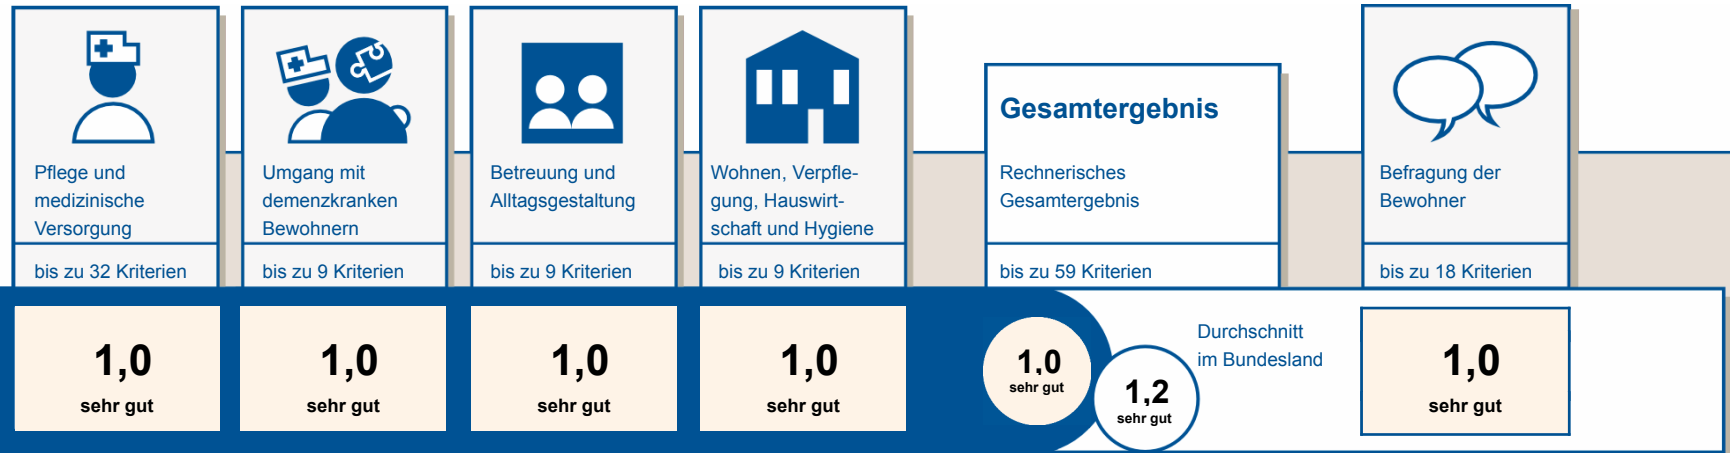 Pflege und
medizinische
Versorgung
bis zu 32 Kriterien
1,0
sehr gut
Umgang mit
demenzkranken
Bewohnern
bis zu 9 Kriterien
1,0
sehr gut
Betreuung und
Alltagsgestaltung
bis zu 9 Kriterien
1,0
sehr gut
Wohnen, Verpfle-
gung, Hauswirt-
schaft und Hygiene
bis zu 9 Kriterien
1,0
sehr gut
Gesamtergebnis
Rechnerisches
Gesamtergebnis
bis zu 59 Kriterien
1,0
sehr gut
1,2
sehr gut
Durchschnitt
im Bundesland
Befragung der
Bewohner
bis zu 18 Kriterien
1,0
sehr gut